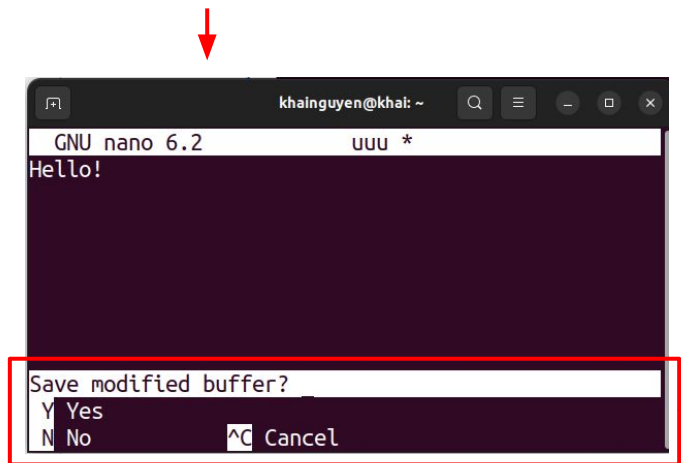 khainguyen@khai: ~
GNU nano 6.2 uuu *
Hello!
Save modified buffer?
Y Yes
N No ^C Cancel